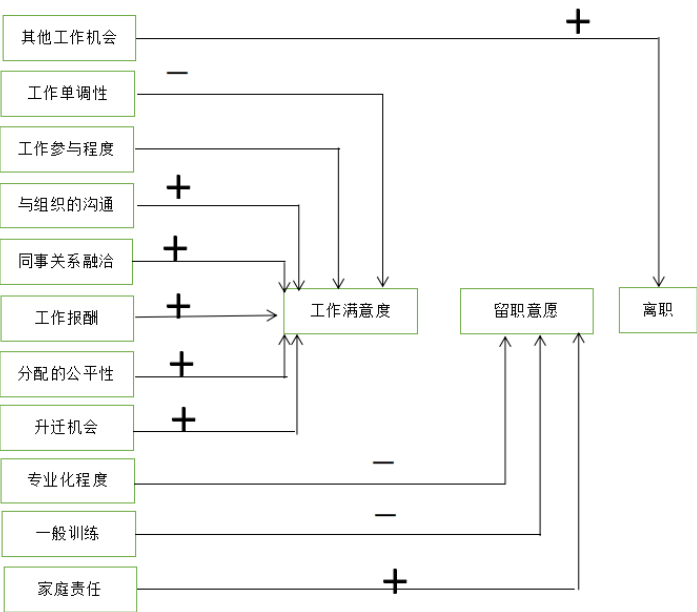 其他工作机会
+
工作单调性
−
工作参与程度
与组织的沟通
+
同事关系融洽
+
工作报酬
+
工作满意度
留职意愿
离职
分配的公平性
+
升迁机会
+
专业化程度
−
一般训练
−
家庭责任
+